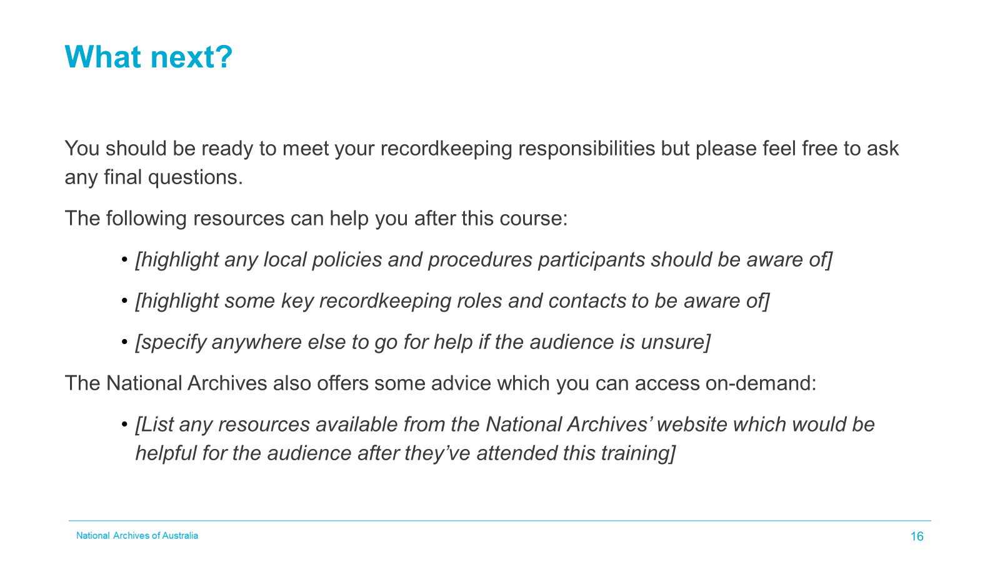 What next?
You should be ready to meet your recordkeeping responsibilities but please feel free to ask
any final questions.
The following resources can help you after this course:
• [highlight any local policies and procedures participants should be aware of]
• [highlight some key recordkeeping roles and contacts to be aware of]
• [specify anywhere else to go for help if the audience is unsure]
The National Archives also offers some advice which you can access on-demand:
• [List any resources available from the National Archives’ website which would be
helpful for the audience after they’ve attended this training]
National Archives of Australia
16